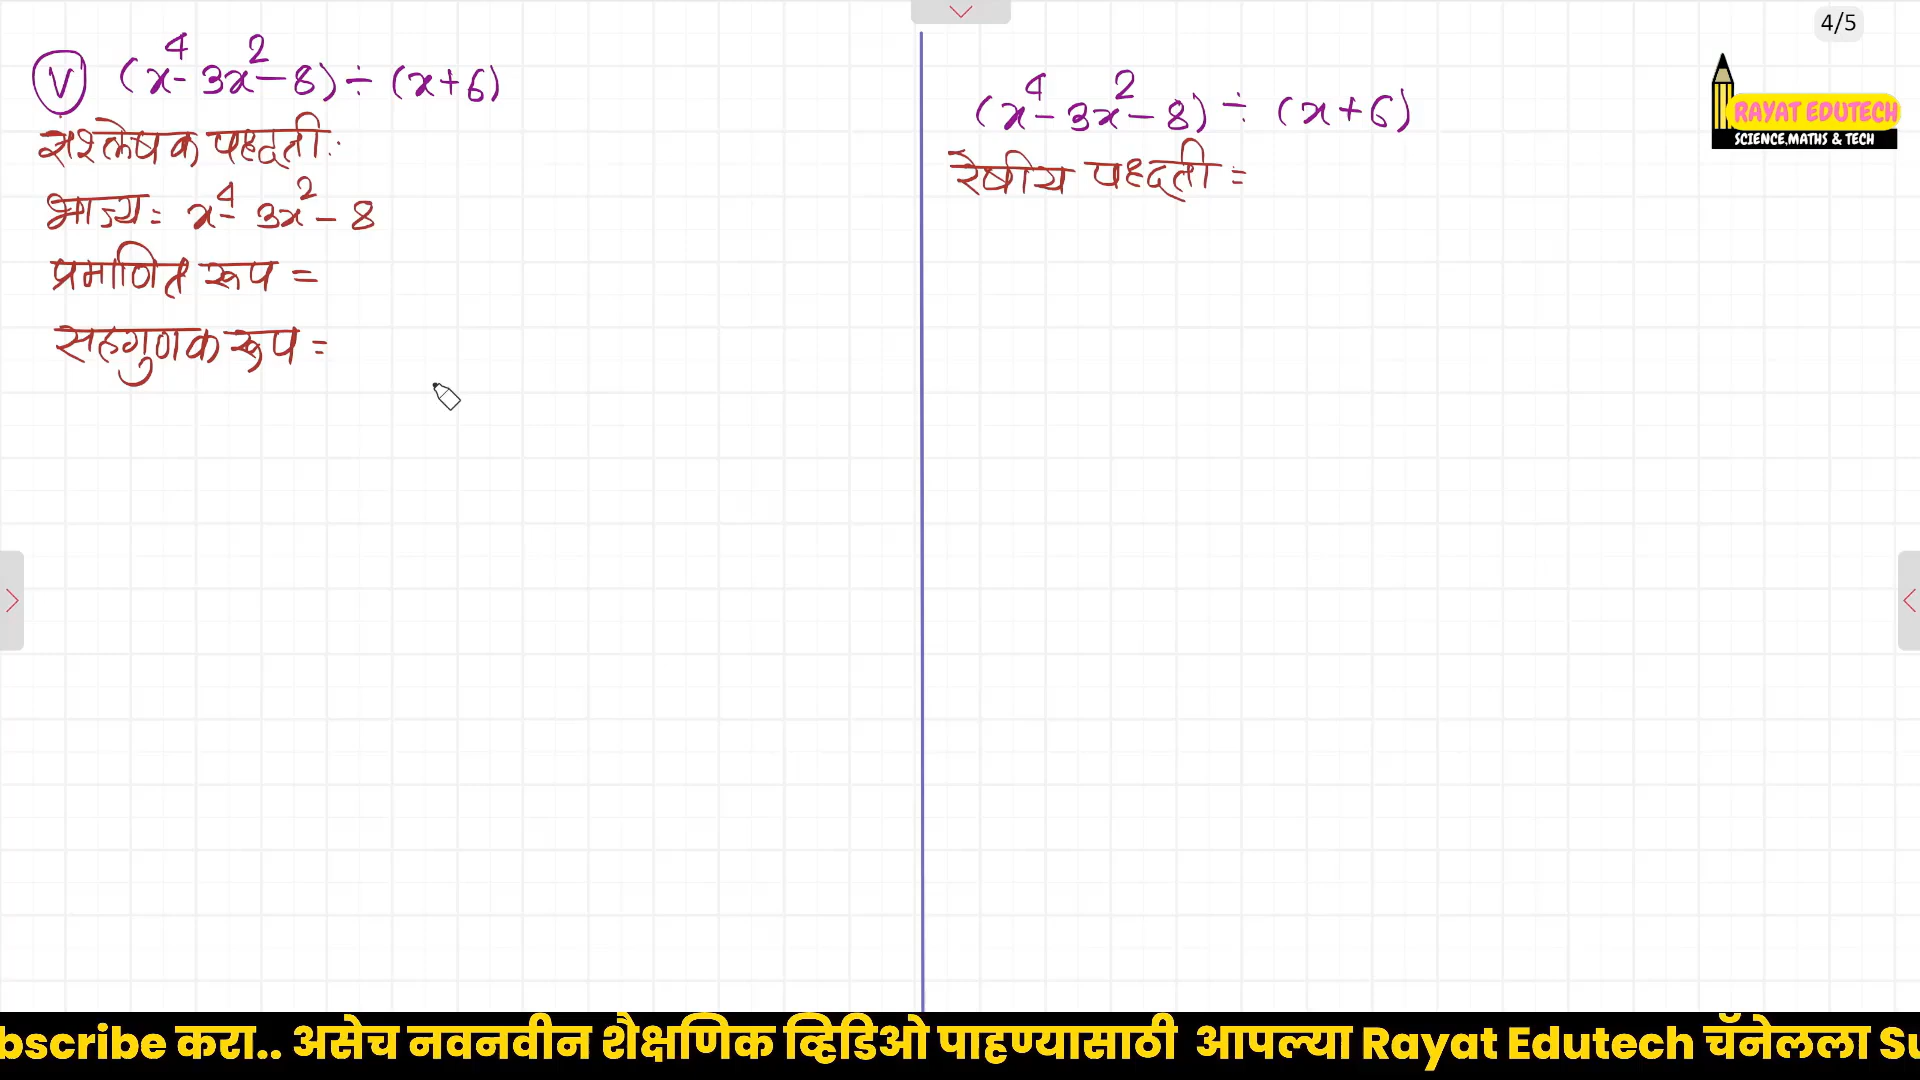 V (x⁴- 3x²- 8) ÷ (x+6)
संश्लेषक पद्धती:
भाज्य = x⁴- 3x² - 8
प्रमाणित रूप =
सहगुणक रूप =
(x⁴- 3x² - 8) ÷ (x+6)
रेषीय पद्धती =
4/5
RAYAT EDUTECH
SCIENCE,MATHS & TECH
bscribe करा.. असेच नवनवीन शैक्षणिक व्हिडिओ पाहण्यासाठी आपल्या Rayat Edutech चॅनेलला Su